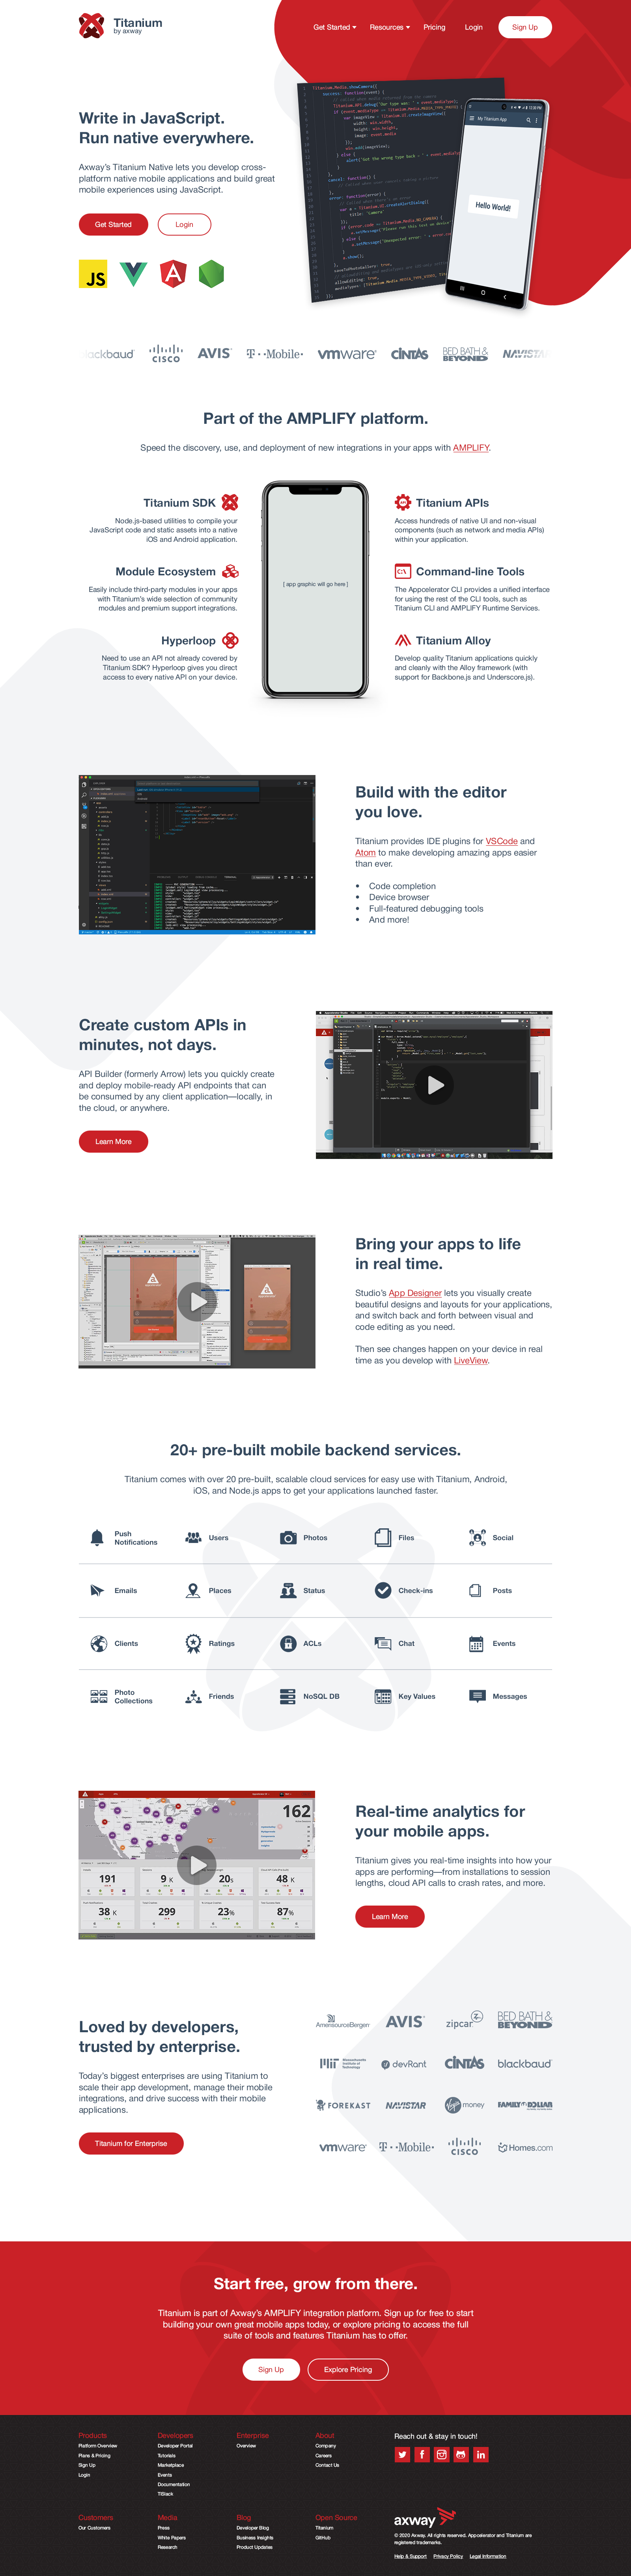 Titanium
by axway
Get Started
Resources
Pricing
Login
Sign Up
Write in JavaScript.
Run native everywhere.
Axway's Titanium Native lets you develop cross-
platform native mobile applications and build great
mobile experiences using JavaScript.
Get Started
Login
JS
My Titanium App
Hello World!
blackbaud
CISCO
AVIS
T Mobile
vmware
CINTAS
BED BATH &
BEYOND
NAVISTAR
Part of the AMPLIFY platform.
Speed the discovery, use, and deployment of new integrations in your apps with AMPLIFY.
Titanium SDK
Node.js-based utilities to compile your
JavaScript code and static assets into a native
iOS and Android application.
Module Ecosystem
Easily include third-party modules in your apps
with Titanium's wide selection of community
modules and premium support integrations.
Hyperloop
Need to use an API not already covered by
Titanium SDK? Hyperloop gives you direct
access to every native API on your device.
[ app graphic will go here ]
Titanium APIs
Access hundreds of native UI and non-visual
components (such as network and media APIs)
within your application.
Command-line Tools
The Appcelerator CLI provides a unified interface
for using the rest of the CLI tools, such as
Titanium CLI and AMPLIFY Runtime Services.
Titanium Alloy
Develop quality Titanium applications quickly
and cleanly with the Alloy framework (with
support for Backbone.js and Underscore.js).
Build with the editor
you love.
Titanium provides IDE plugins for VSCode and
Atom to make developing amazing apps easier
than ever.
• Code completion
• Device browser
• Full-featured debugging tools
• And more!
Create custom APIs in
minutes, not days.
API Builder (fomerly Arrow) lets you quickly create
and deploy mobile-ready API endpoints that can
be consumed by any client application—locally, in
the cloud, or anywhere.
Learn More
Bring your apps to life
in real time.
Studio's App Designer lets you visually create
beautiful designs and layouts for your applications,
and switch back and forth between visual and
code editing as you need.
Then see changes happen on your device in real
time as you develop with LiveView.
20+ pre-built mobile backend services.
Titanium comes with over 20 pre-built, scalable cloud services for easy use with Titanium, Android,
iOS, and Node.js apps to get your applications launched faster.
Push
Notifications
Users
Photos
Files
Social
Emails
Places
Status
Check-ins
Posts
Clients
Ratings
ACLs
Chat
Events
Photo
Collections
Friends
NoSQL DB
Key Values
Messages
162
191
9 K
20s
48 K
38 K
299
23%
87%
Real-time analytics for
your mobile apps.
Titanium gives you real-time insights into how your
apps are performing—from installations to session
lengths, cloud API calls to crash rates, and more.
Learn More
Loved by developers,
trusted by enterprise.
Today's biggest enterprises are using Titanium to
scale their app development, manage their mobile
integrations, and drive success with their mobile
applications.
Titanium for Enterprise
AmerisourceBergen
AVIS
zipcar
BED BATH &
BEYOND
Massachusetts
Institute of
Technology
devRant
CINTAS
blackbaud
FOREKAST
NAVISTAR
Virgin money
FAMILY DOLLAR
vmware
T Mobile
CISCO
Homes.com
Start free, grow from there.
Titanium is part of Axway's AMPLIFY integration platform. Sign up for free to start
building your own great mobile apps today, or explore pricing to access the full
suite of tools and features Titanium has to offer.
Sign Up
Explore Pricing
Products
Platform Overview
Plans & Pricing
Sign Up
Login
Developers
Developer Portal
Tutorials
Marketplace
Events
Documentation
TiSlack
Enterprise
Overview
About
Company
Careers
Contact Us
Reach out & stay in touch!
Customers
Our Customers
Media
Press
White Papers
Research
Blog
Developer Blog
Business Insights
Product Updates
Open Source
Titanium
GitHub
axway
© 2020 Axway. All rights reserved. Appcelerator and Titanium are
registered trademarks.
Help & Support
Privacy Policy
Legal Information